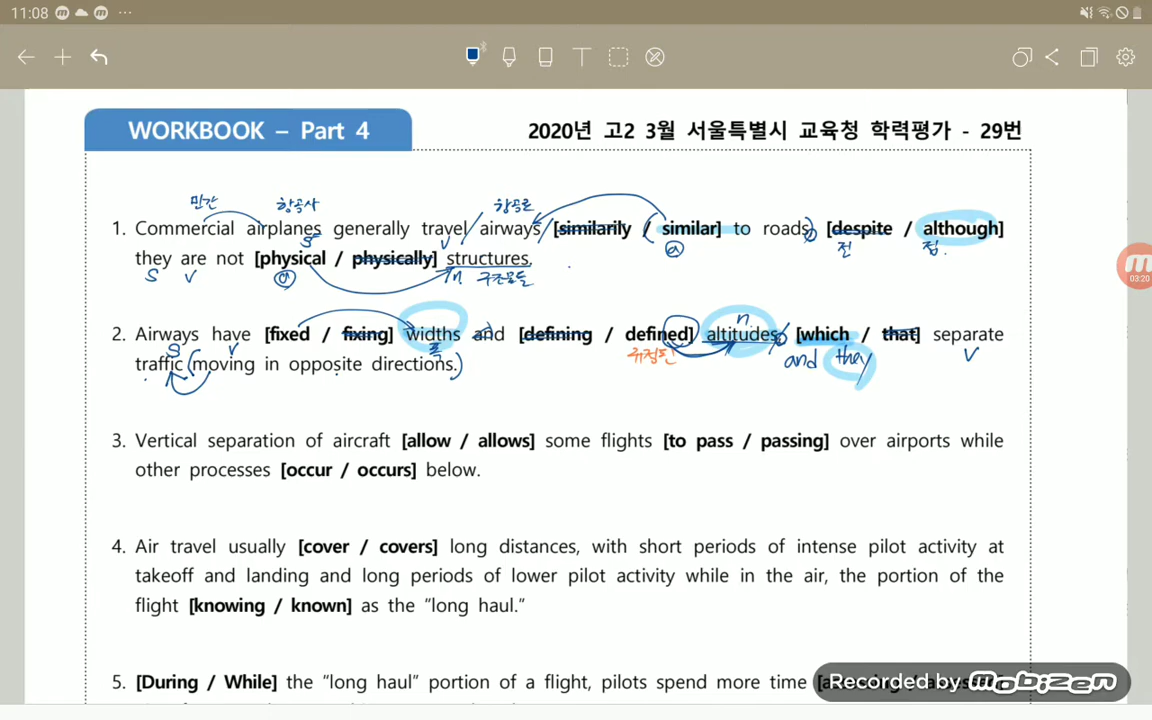 11:08
WORKBOOK – Part 4
2020년 고2 3월 서울특별시 교육청 학력평가 - 29번
민간 항공사 항공로
1. Commercial airplanes generally travel airways [similarily / similar] to roads, [despite / although]
S V ⓐ 전 접.
they are not [physical / physically] structures.
S V ⓐ n 구조물들
n
2. Airways have [fixed / fixing] widths and [defining / defined] altitudes, [which / that] separate
S V 폭 규정된 and they V
traffic (moving in opposite directions.)
3. Vertical separation of aircraft [allow / allows] some flights [to pass / passing] over airports while
03:20
other processes [occur / occurs] below.
4. Air travel usually [cover / covers] long distances, with short periods of intense pilot activity at
takeoff and landing and long periods of lower pilot activity while in the air, the portion of the
flight [knowing / known] as the “long haul.”
5. [During / While] the “long haul” portion of a flight, pilots spend more time
Recorded by mobizen